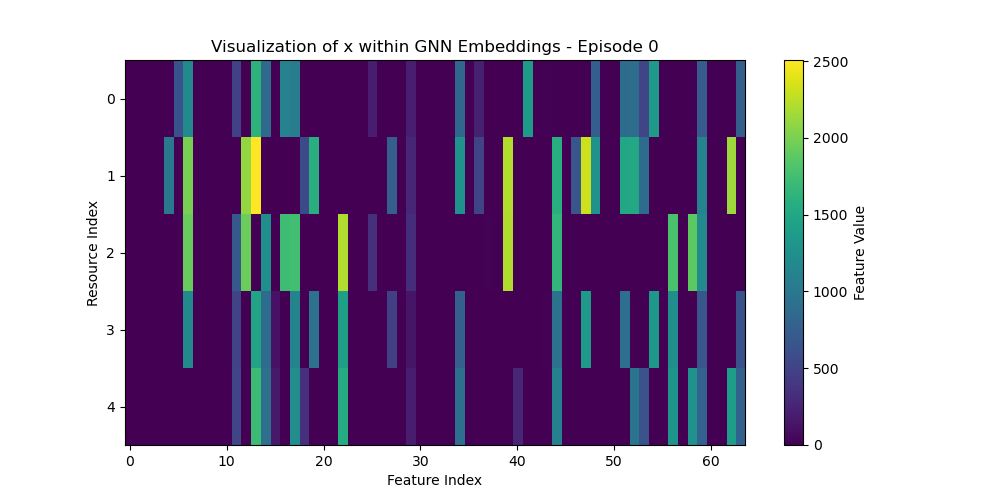 Visualization of x within GNN Embeddings - Episode 0
Resource Index
0
1
2
3
4
0 10 20 30 40 50 60
Feature Index
2500
2000
1500
1000
500
0
Feature Value